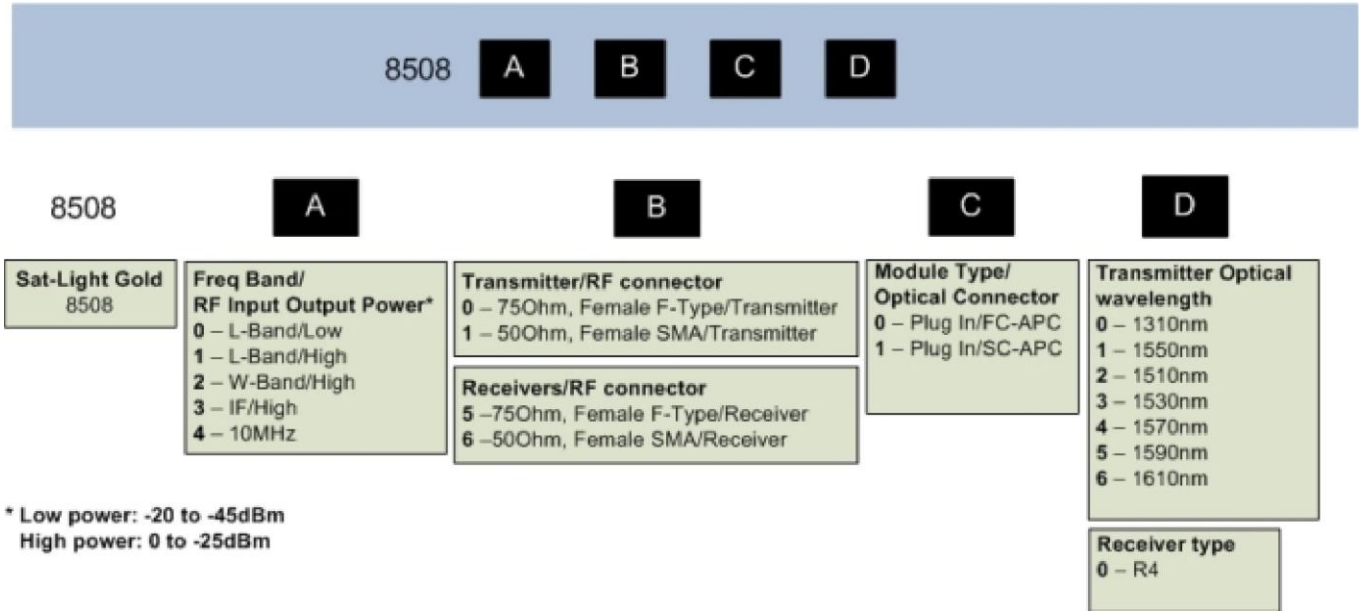 8508 A B C D
8508 A B C D
Sat-Light Gold
8508
Freq Band/
RF Input Output Power*
0 – L-Band/Low
1 – L-Band/High
2 – W-Band/High
3 – IF/High
4 – 10MHz
Transmitter/RF connector
0 – 75Ohm, Female F-Type/Transmitter
1 – 50Ohm, Female SMA/Transmitter
Receivers/RF connector
5 –75Ohm, Female F-Type/Receiver
6 –50Ohm, Female SMA/Receiver
Module Type/
Optical Connector
0 – Plug In/FC-APC
1 – Plug In/SC-APC
Transmitter Optical
wavelength
0 – 1310nm
1 – 1550nm
2 – 1510nm
3 – 1530nm
4 – 1570nm
5 – 1590nm
6 – 1610nm
Receiver type
0 – R4
* Low power: -20 to -45dBm
High power: 0 to -25dBm